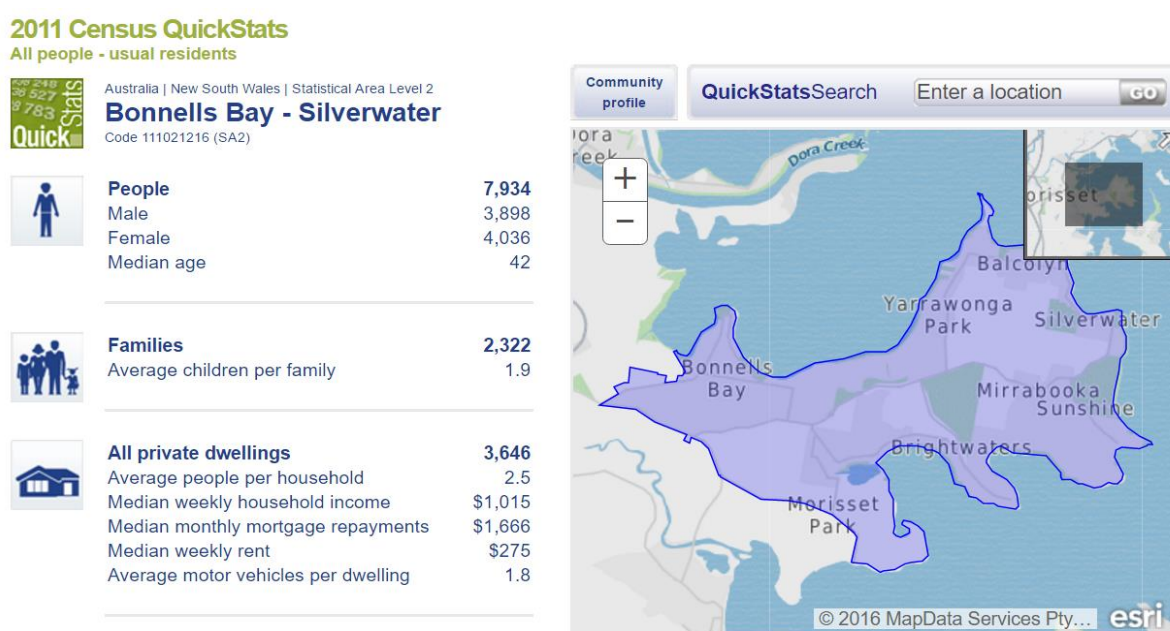 2011 Census QuickStats
All people - usual residents
Quick Stats
Australia | New South Wales | Statistical Area Level 2
Bonnells Bay - Silverwater
Code 111021216 (SA2)
People 7,934
Male 3,898
Female 4,036
Median age 42
Families 2,322
Average children per family 1.9
All private dwellings 3,646
Average people per household 2.5
Median weekly household income $1,015
Median monthly mortgage repayments $1,666
Median weekly rent $275
Average motor vehicles per dwelling 1.8
Community
profile
QuickStatsSearch
Enter a location
GO
+
−
Dora Creek
orisset
Balcolyn
Yarrawonga
Park
Silverwater
Bonnells
Bay
Mirrabooka
Sunshine
Brightwaters
Morisset
Park
© 2016 MapData Services Pty...
esri